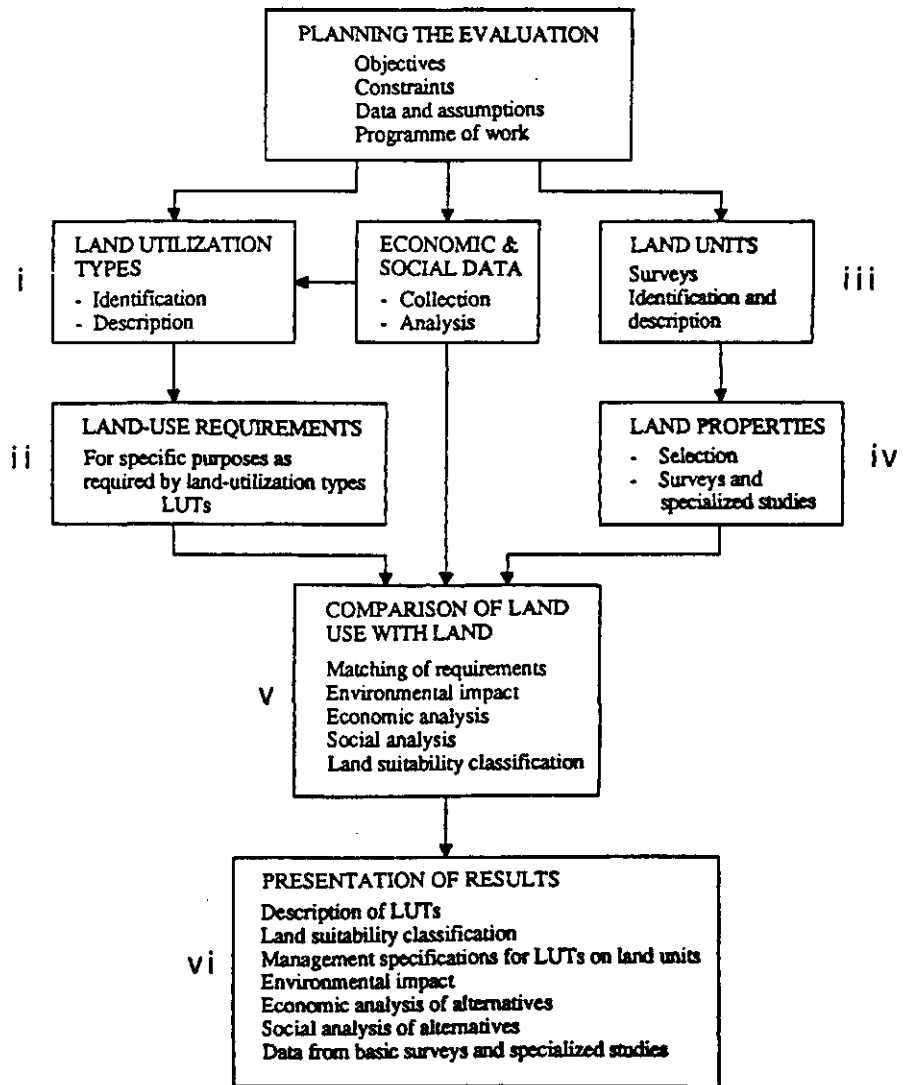 PLANNING THE EVALUATION
Objectives
Constraints
Data and assumptions
Programme of work
i
LAND UTILIZATION
TYPES
- Identification
- Description
ECONOMIC &
SOCIAL DATA
- Collection
- Analysis
LAND UNITS
Surveys
Identification and
description
iii
ii
LAND-USE REQUIREMENTS
For specific purposes as
required by land-utilization types
LUTs
LAND PROPERTIES
- Selection
- Surveys and
specialized studies
iv
v
COMPARISON OF LAND
USE WITH LAND
Matching of requirements
Environmental impact
Economic analysis
Social analysis
Land suitability classification
vi
PRESENTATION OF RESULTS
Description of LUTs
Land suitability classification
Management specifications for LUTs on land units
Environmental impact
Economic analysis of alternatives
Social analysis of alternatives
Data from basic surveys and specialized studies